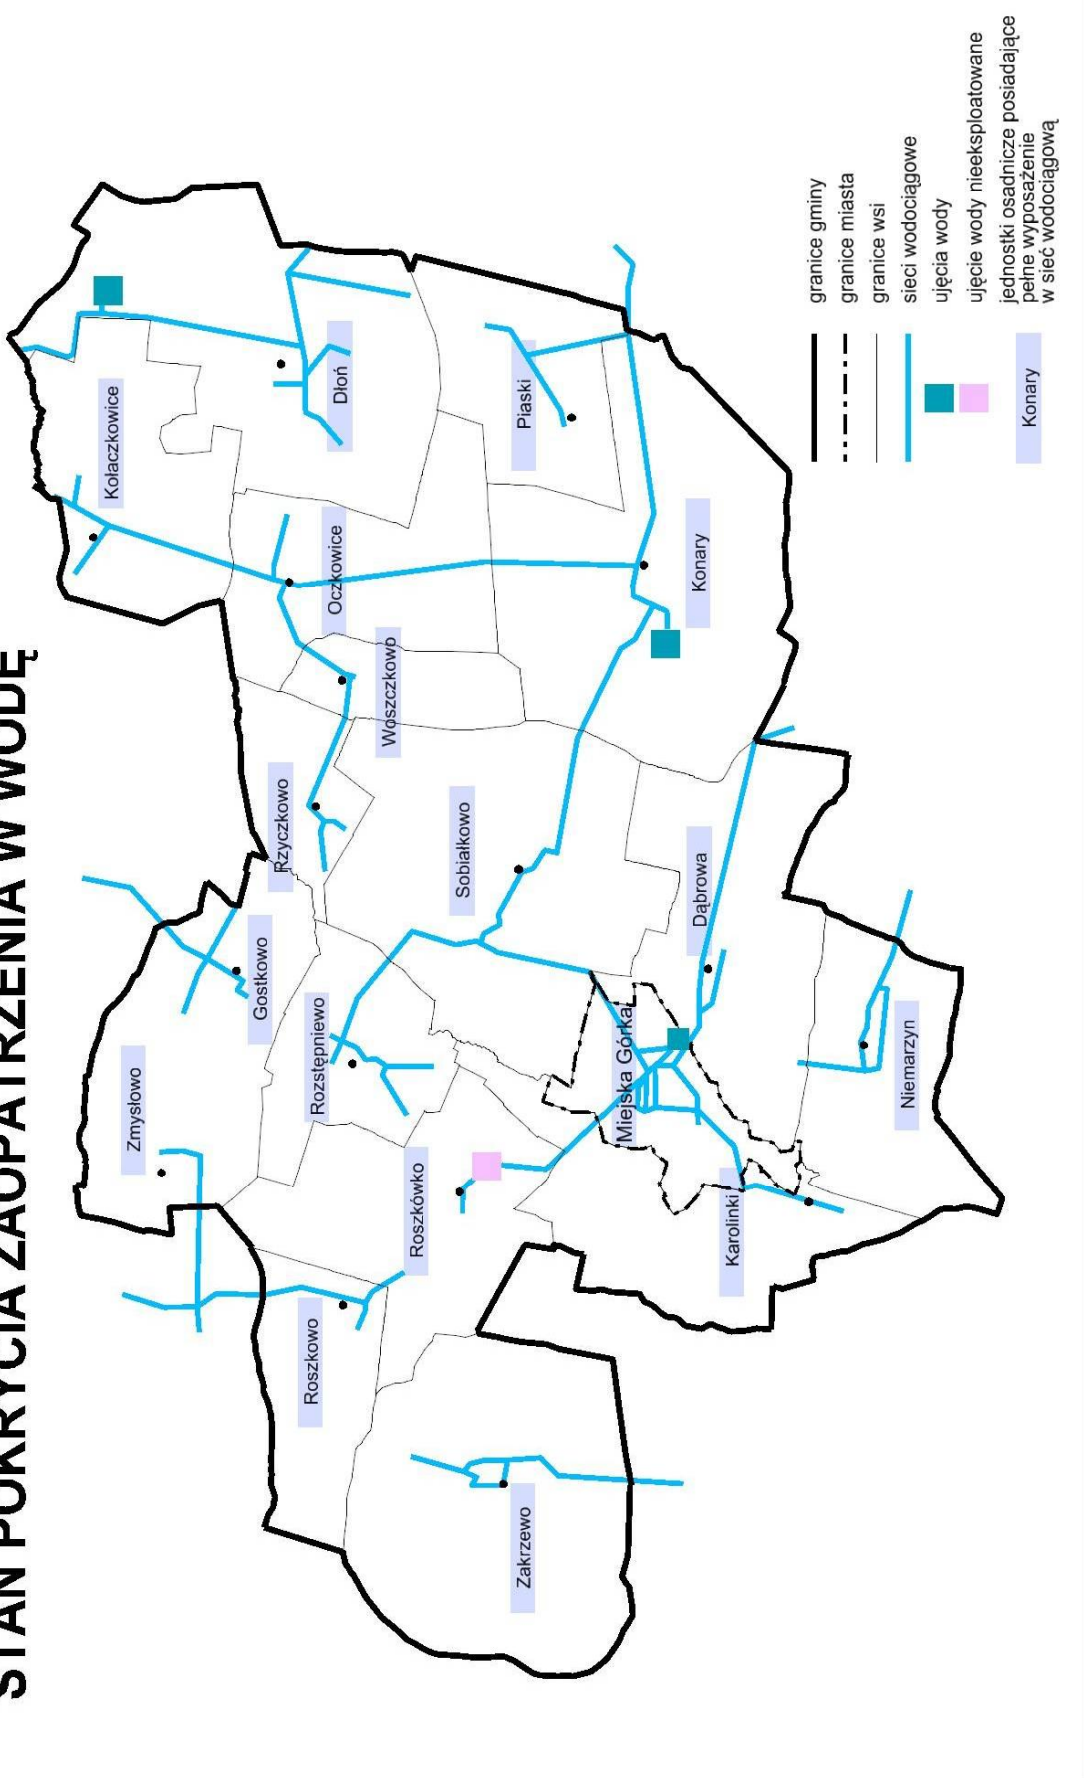 STAN POKRYCIA ZAOPATRZENIA W WODĘ
Kołaczkowice
Zmysłowo
Gostkowo
Rzyczkowo
Oczkowice
Dłoń
Roszkowo
Rozstępniewo
Woszczkowo
Roszkówko
Sobiałkowo
Piaski
Zakrzewo
Miejska Górka
Dąbrowa
Konary
Karolinki
Niemarzyn
granice gminy
granice miasta
granice wsi
sieci wodociągowe
ujęcia wody
ujęcie wody nieeksploatowane
Konary
jednostki osadnicze posiadające
pełne wyposażenie
w sieć wodociągową